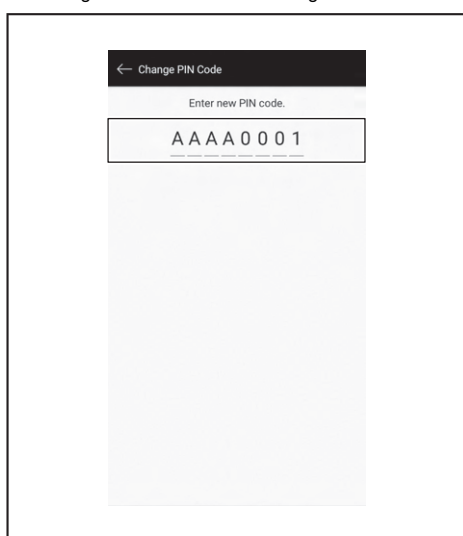 ← Change PIN Code
Enter new PIN code.
AAAA0001